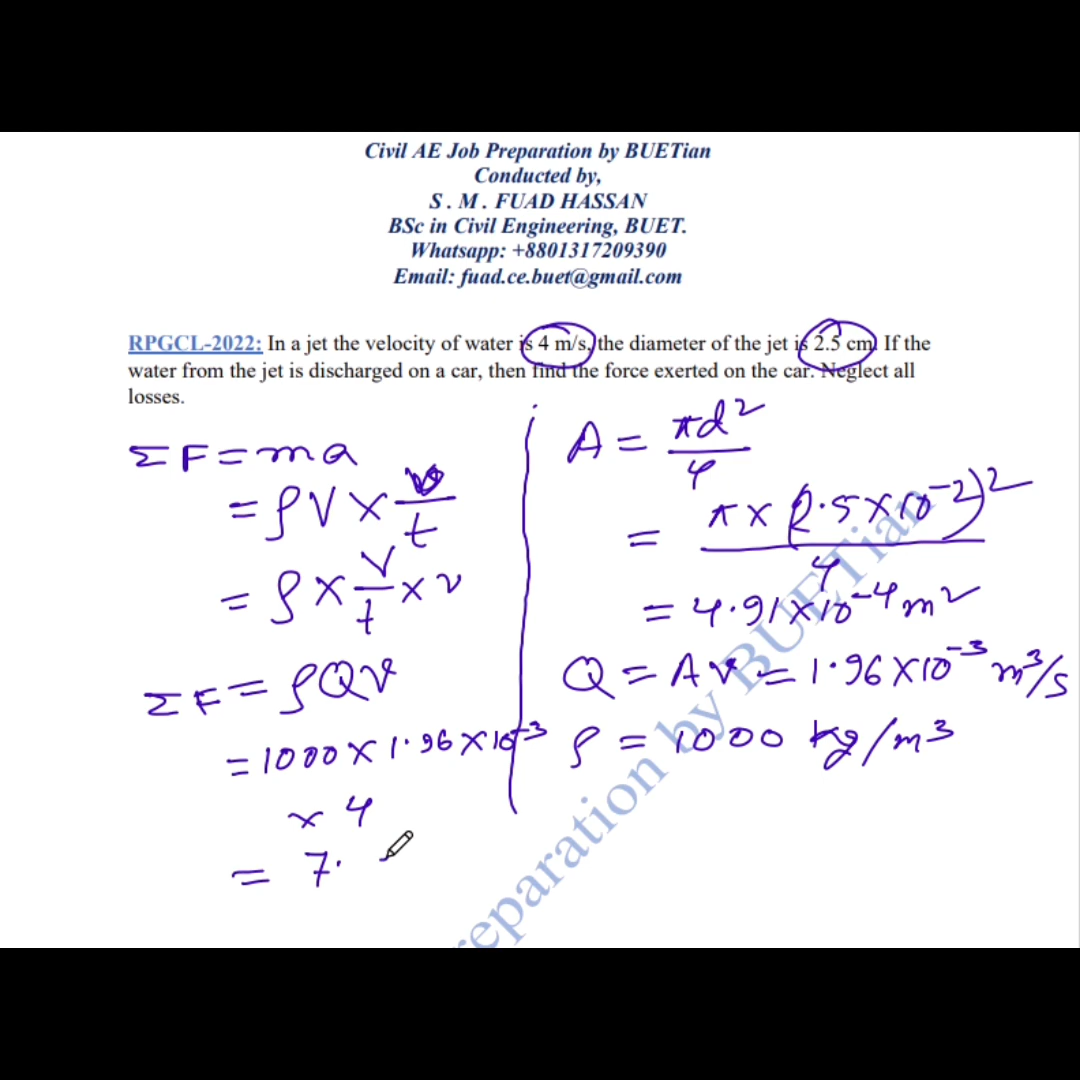 Civil AE Job Preparation by BUETian
Conducted by,
S . M . FUAD HASSAN
BSc in Civil Engineering, BUET.
Whatsapp: +8801317209390
Email: fuad.ce.buet@gmail.com
RPGCL-2022: In a jet the velocity of water is 4 m/s, the diameter of the jet is 2.5 cm. If the
water from the jet is discharged on a car, then find the force exerted on the car. Neglect all
losses.
ΣF = ma
= ρV × v/t
= ρ × V/t × v
ΣF = ρQv
= 1000 × 1.96 × 10⁻³
× 4
= 7.
A = πd²/4
= π × (2.5 × 10⁻²)²/4
= 4.91 × 10⁻⁴ m²
Q = Av = 1.96 × 10⁻³ m³/s
ρ = 1000 kg/m³
reparation by BUETian